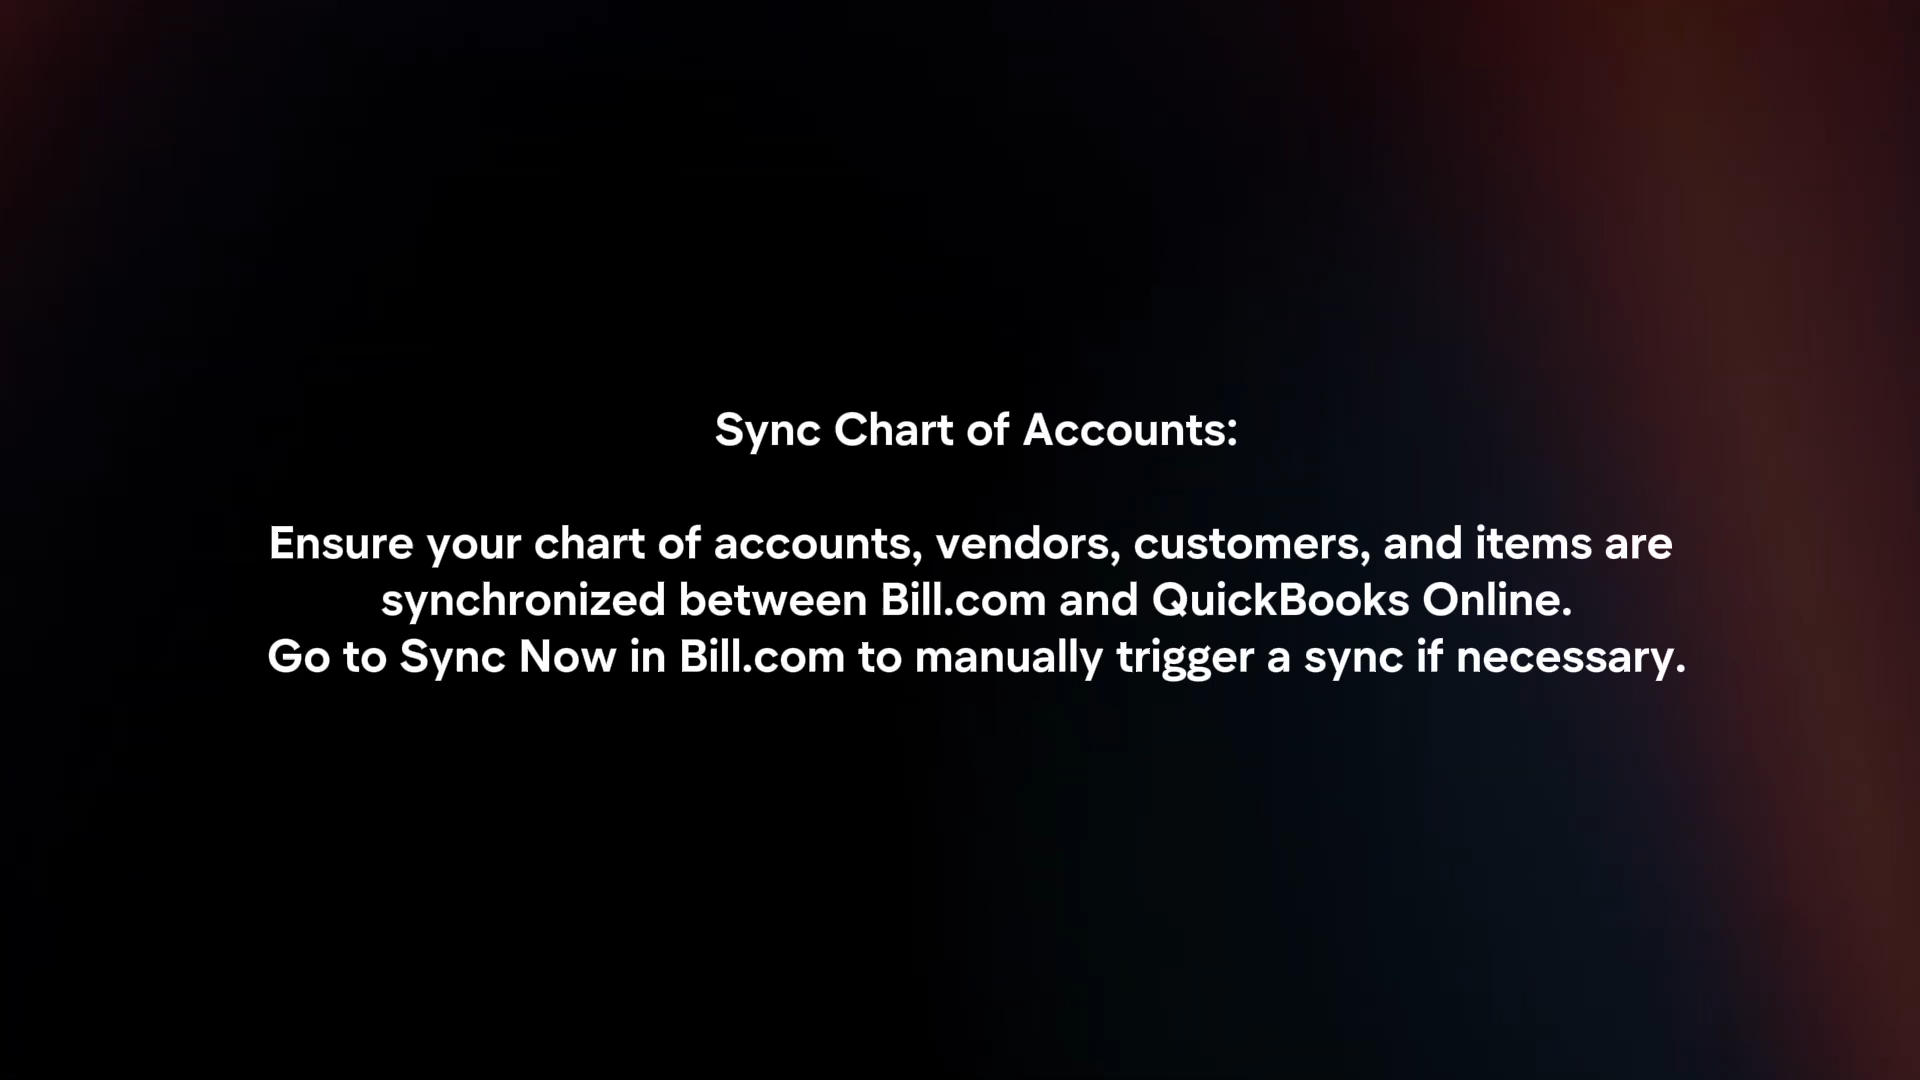 Sync Chart of Accounts:
Ensure your chart of accounts, vendors, customers, and items are
synchronized between Bill.com and QuickBooks Online.
Go to Sync Now in Bill.com to manually trigger a sync if necessary.